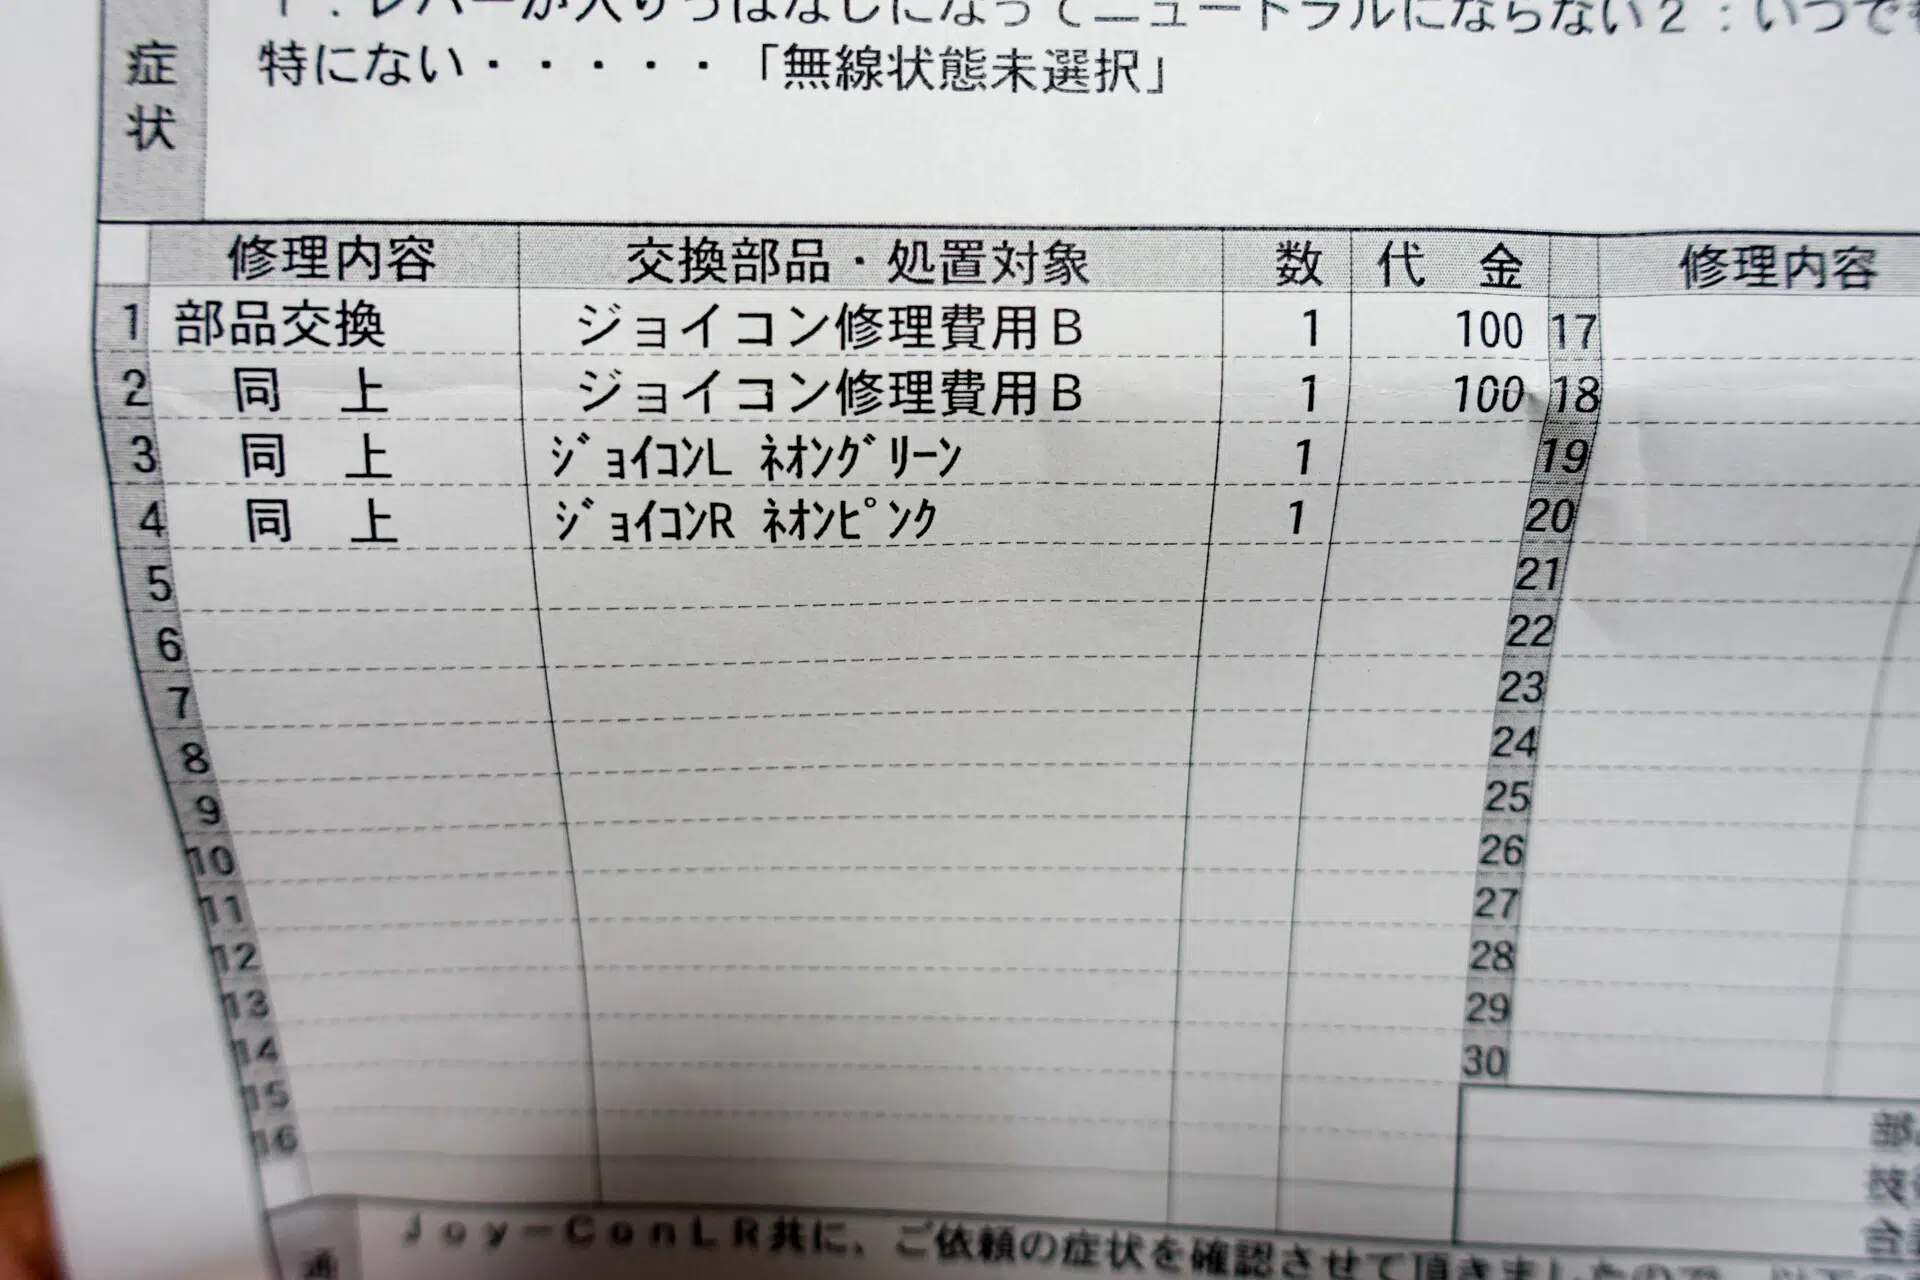 レバーが入りっぱなしになってニュートラルにならない2：いつでも
特にない・・・・・「無線状態未選択」
症状
修理内容 交換部品・処置対象 数 代 金 修理内容
1 部品交換 ジョイコン修理費用B 1 100 17
2 同 上 ジョイコン修理費用B 1 100 18
3 同 上 ｼﾞｮｲｺﾝL ﾈｵﾝｸﾞﾘｰﾝ 1 19
4 同 上 ｼﾞｮｲｺﾝR ﾈｵﾝﾋﾟﾝｸ 1 20
5 21
6 22
7 23
8 24
9 25
10 26
11 27
12 28
13 29
14 30
15
16
部
技
合
通 Joy－ConLR共に、ご依頼の症状を確認させて頂きましたので、以下